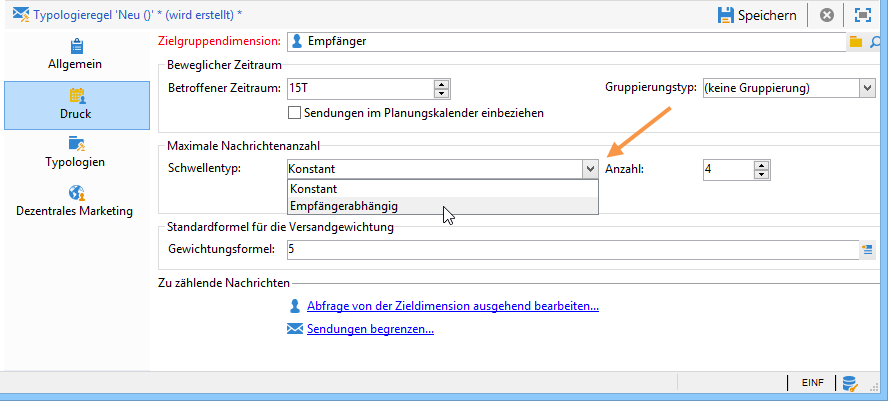 Typologieregel 'Neu ()' * (wird erstellt) *
Speichern
Allgemein
Druck
Typologien
Dezentrales Marketing
Zielgruppendimension: Empfänger
Beweglicher Zeitraum
Betroffener Zeitraum: 15T Gruppierungstyp: (keine Gruppierung)
Sendungen im Planungskalender einbeziehen
Maximale Nachrichtenanzahl
Schwellentyp: Konstant Anzahl: 4
Konstant
Empfängerabhängig
Standardformel für die Versandgewichtung
Gewichtungsformel: 5
Zu zählende Nachrichten
Abfrage von der Zieldimension ausgehend bearbeiten...
Sendungen begrenzen...
EINF